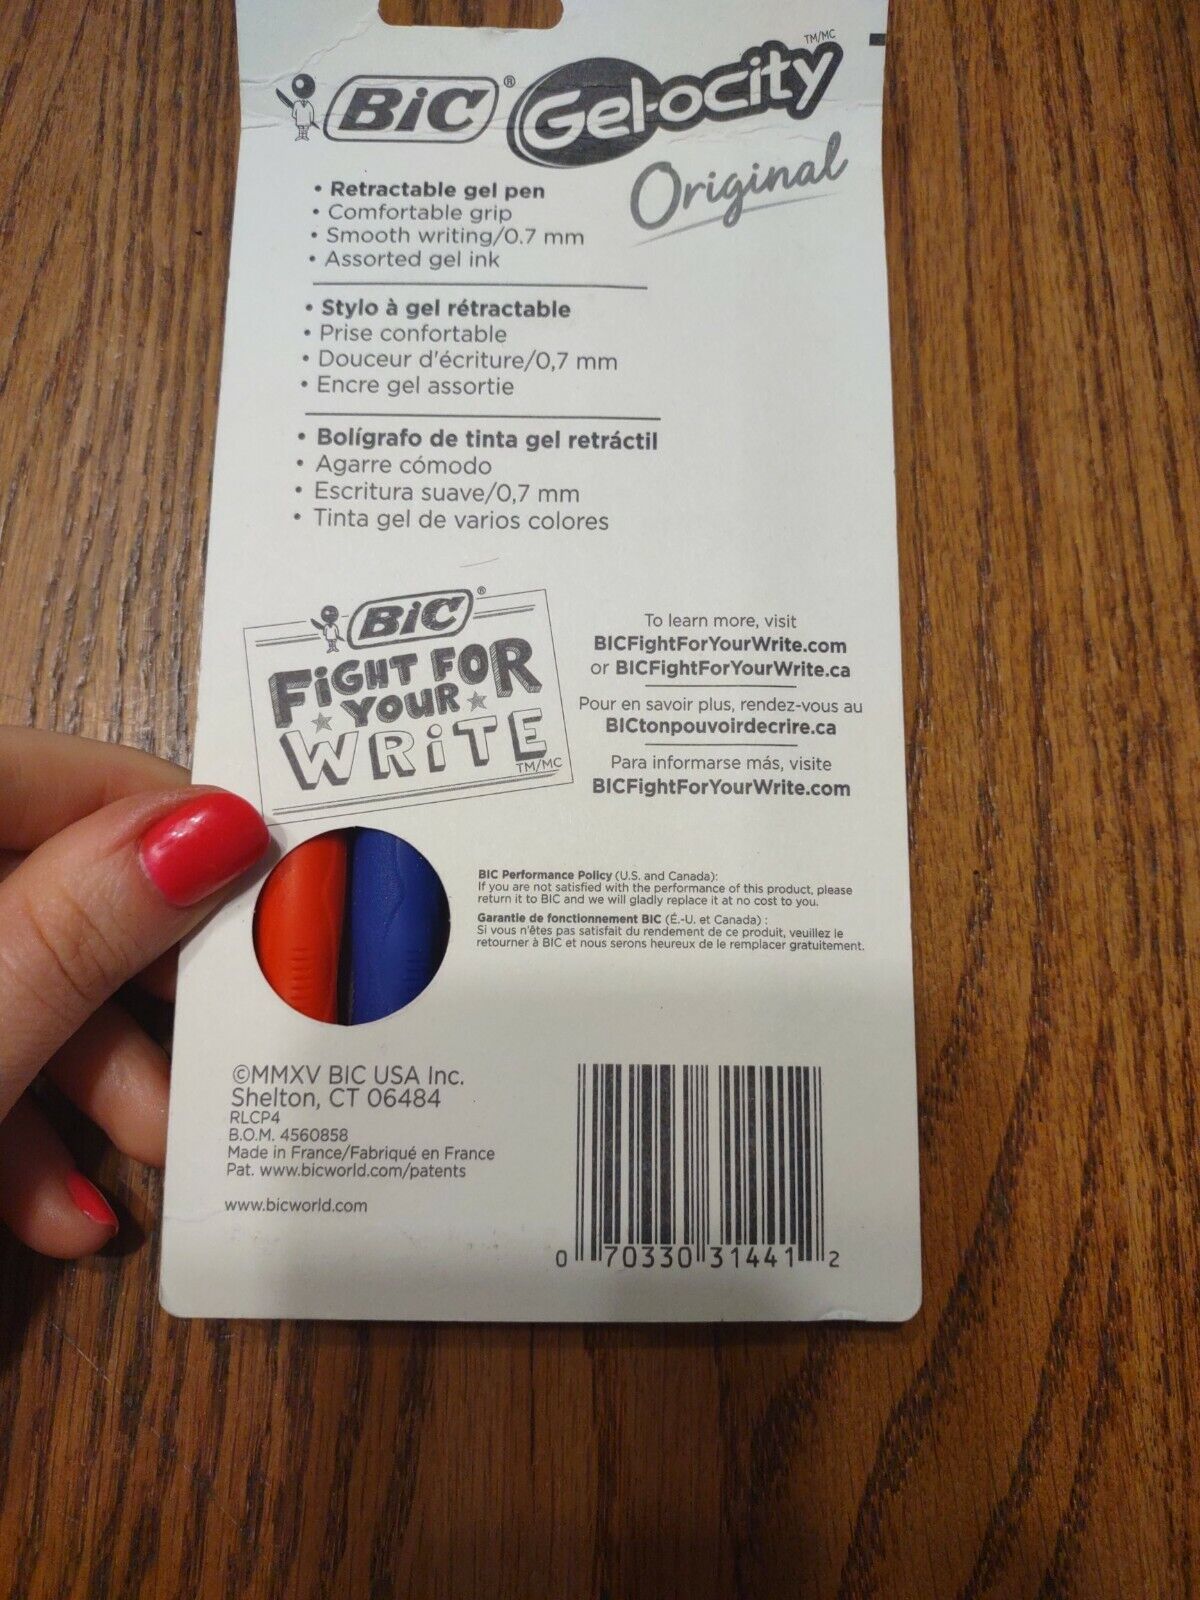 BiC® Gel-ocity TM/MC
Original
• Retractable gel pen
• Comfortable grip
• Smooth writing/0.7 mm
• Assorted gel ink
• Stylo à gel rétractable
• Prise confortable
• Douceur d'écriture/0,7 mm
• Encre gel assortie
• Bolígrafo de tinta gel retráctil
• Agarre cómodo
• Escritura suave/0,7 mm
• Tinta gel de varios colores
BiC®
FiGHT FOR
YOUR
WRiTE
TM/MC
To learn more, visit
BICFightForYourWrite.com
or BICFightForYourWrite.ca
Pour en savoir plus, rendez-vous au
BICtonpouvoirdecrire.ca
Para informarse más, visite
BICFightForYourWrite.com
BIC Performance Policy (U.S. and Canada):
If you are not satisfied with the performance of this product, please
return it to BIC and we will gladly replace it at no cost to you.
Garantie de fonctionnement BIC (É.-U. et Canada) :
Si vous n'êtes pas satisfait du rendement de ce produit, veuillez le
retourner à BIC et nous serons heureux de le remplacer gratuitement.
©MMXV BIC USA Inc.
Shelton, CT 06484
RLCP4
B.O.M. 4560858
Made in France/Fabriqué en France
Pat. www.bicworld.com/patents
www.bicworld.com
0 70330 31441 2